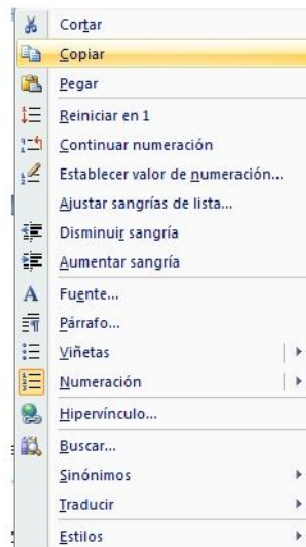 Cortar
Copiar
Pegar
Reiniciar en 1
Continuar numeración
Establecer valor de numeración...
Ajustar sangrías de lista...
Disminuir sangría
Aumentar sangría
Fuente...
Párrafo...
Viñetas
Numeración
Hipervínculo...
Buscar...
Sinónimos
Traducir
Estilos